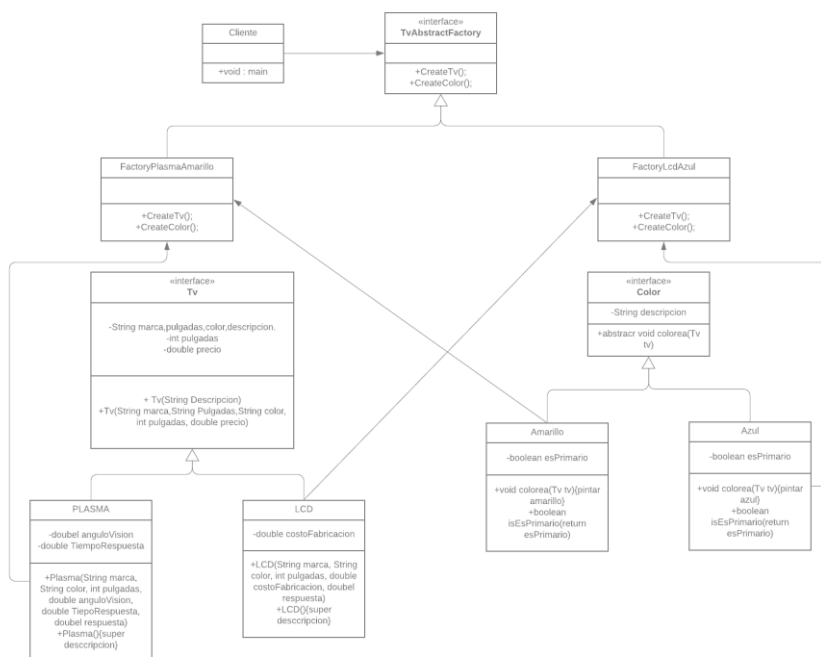 Cliente
+void : main
«interface»
TvAbstractFactory
+CreateTv();
+CreateColor();
FactoryPlasmaAmarillo
+CreateTv();
+CreateColor();
FactoryLcdAzul
+CreateTv();
+CreateColor();
«interface»
Tv
-String marca,pulgadas,color,descripcion.
-int pulgadas
-double precio
+ Tv(String Descripcion)
+Tv(String marca,String Pulgadas,String color,
int pulgadas, double precio)
«interface»
Color
-String descripcion
+abstracr void colorea(Tv
tv)
Amarillo
-boolean esPrimario
+void colorea(Tv tv){pintar
amarillo}
+boolean
isEsPrimario(return
esPrimario)
Azul
-boolean esPrimario
+void colorea(Tv tv){pintar
azul}
+boolean
isEsPrimario(return
esPrimario)
PLASMA
-doubel anguloVision
-double TiempoRespuesta
+Plasma(String marca,
String color, int pulgadas,
double anguloVision,
double TiepoRespuesta,
doubel respuesta)
+Plasma(){super
desccripcion}
LCD
-double costoFabricacion
+LCD(String marca, String
color, int pulgadas, double
costoFabricacion, doubel
respuesta)
+LCD(){super
desccripcion}